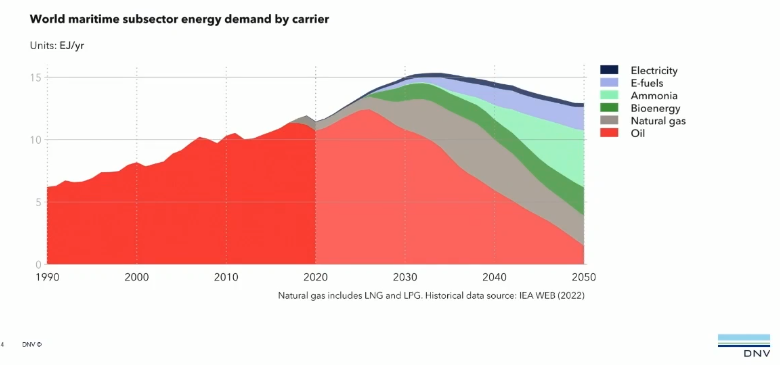 World maritime subsector energy demand by carrier
Units: EJ/yr
15
10
5
0
1990
2000
2010
2020
2030
2040
2050
Electricity
E-fuels
Ammonia
Bioenergy
Natural gas
Oil
Natural gas includes LNG and LPG. Historical data source: IEA WEB (2022)
4
DNV ©
DNV